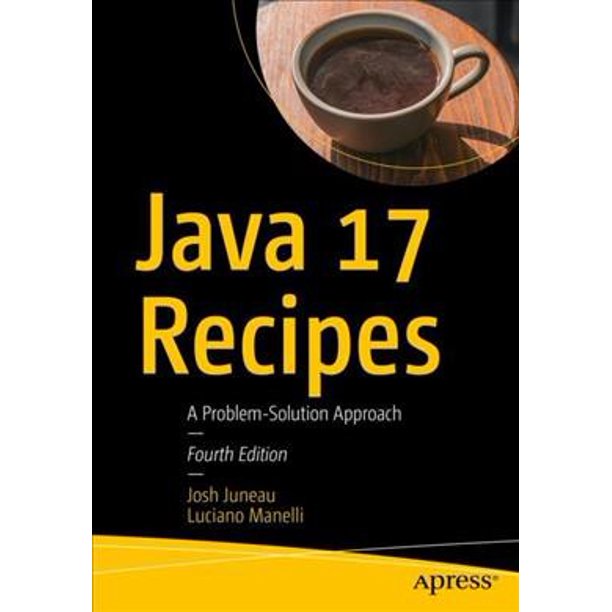 Java 17
Recipes
A Problem-Solution Approach
—
Fourth Edition
—
Josh Juneau
Luciano Manelli
Apress®